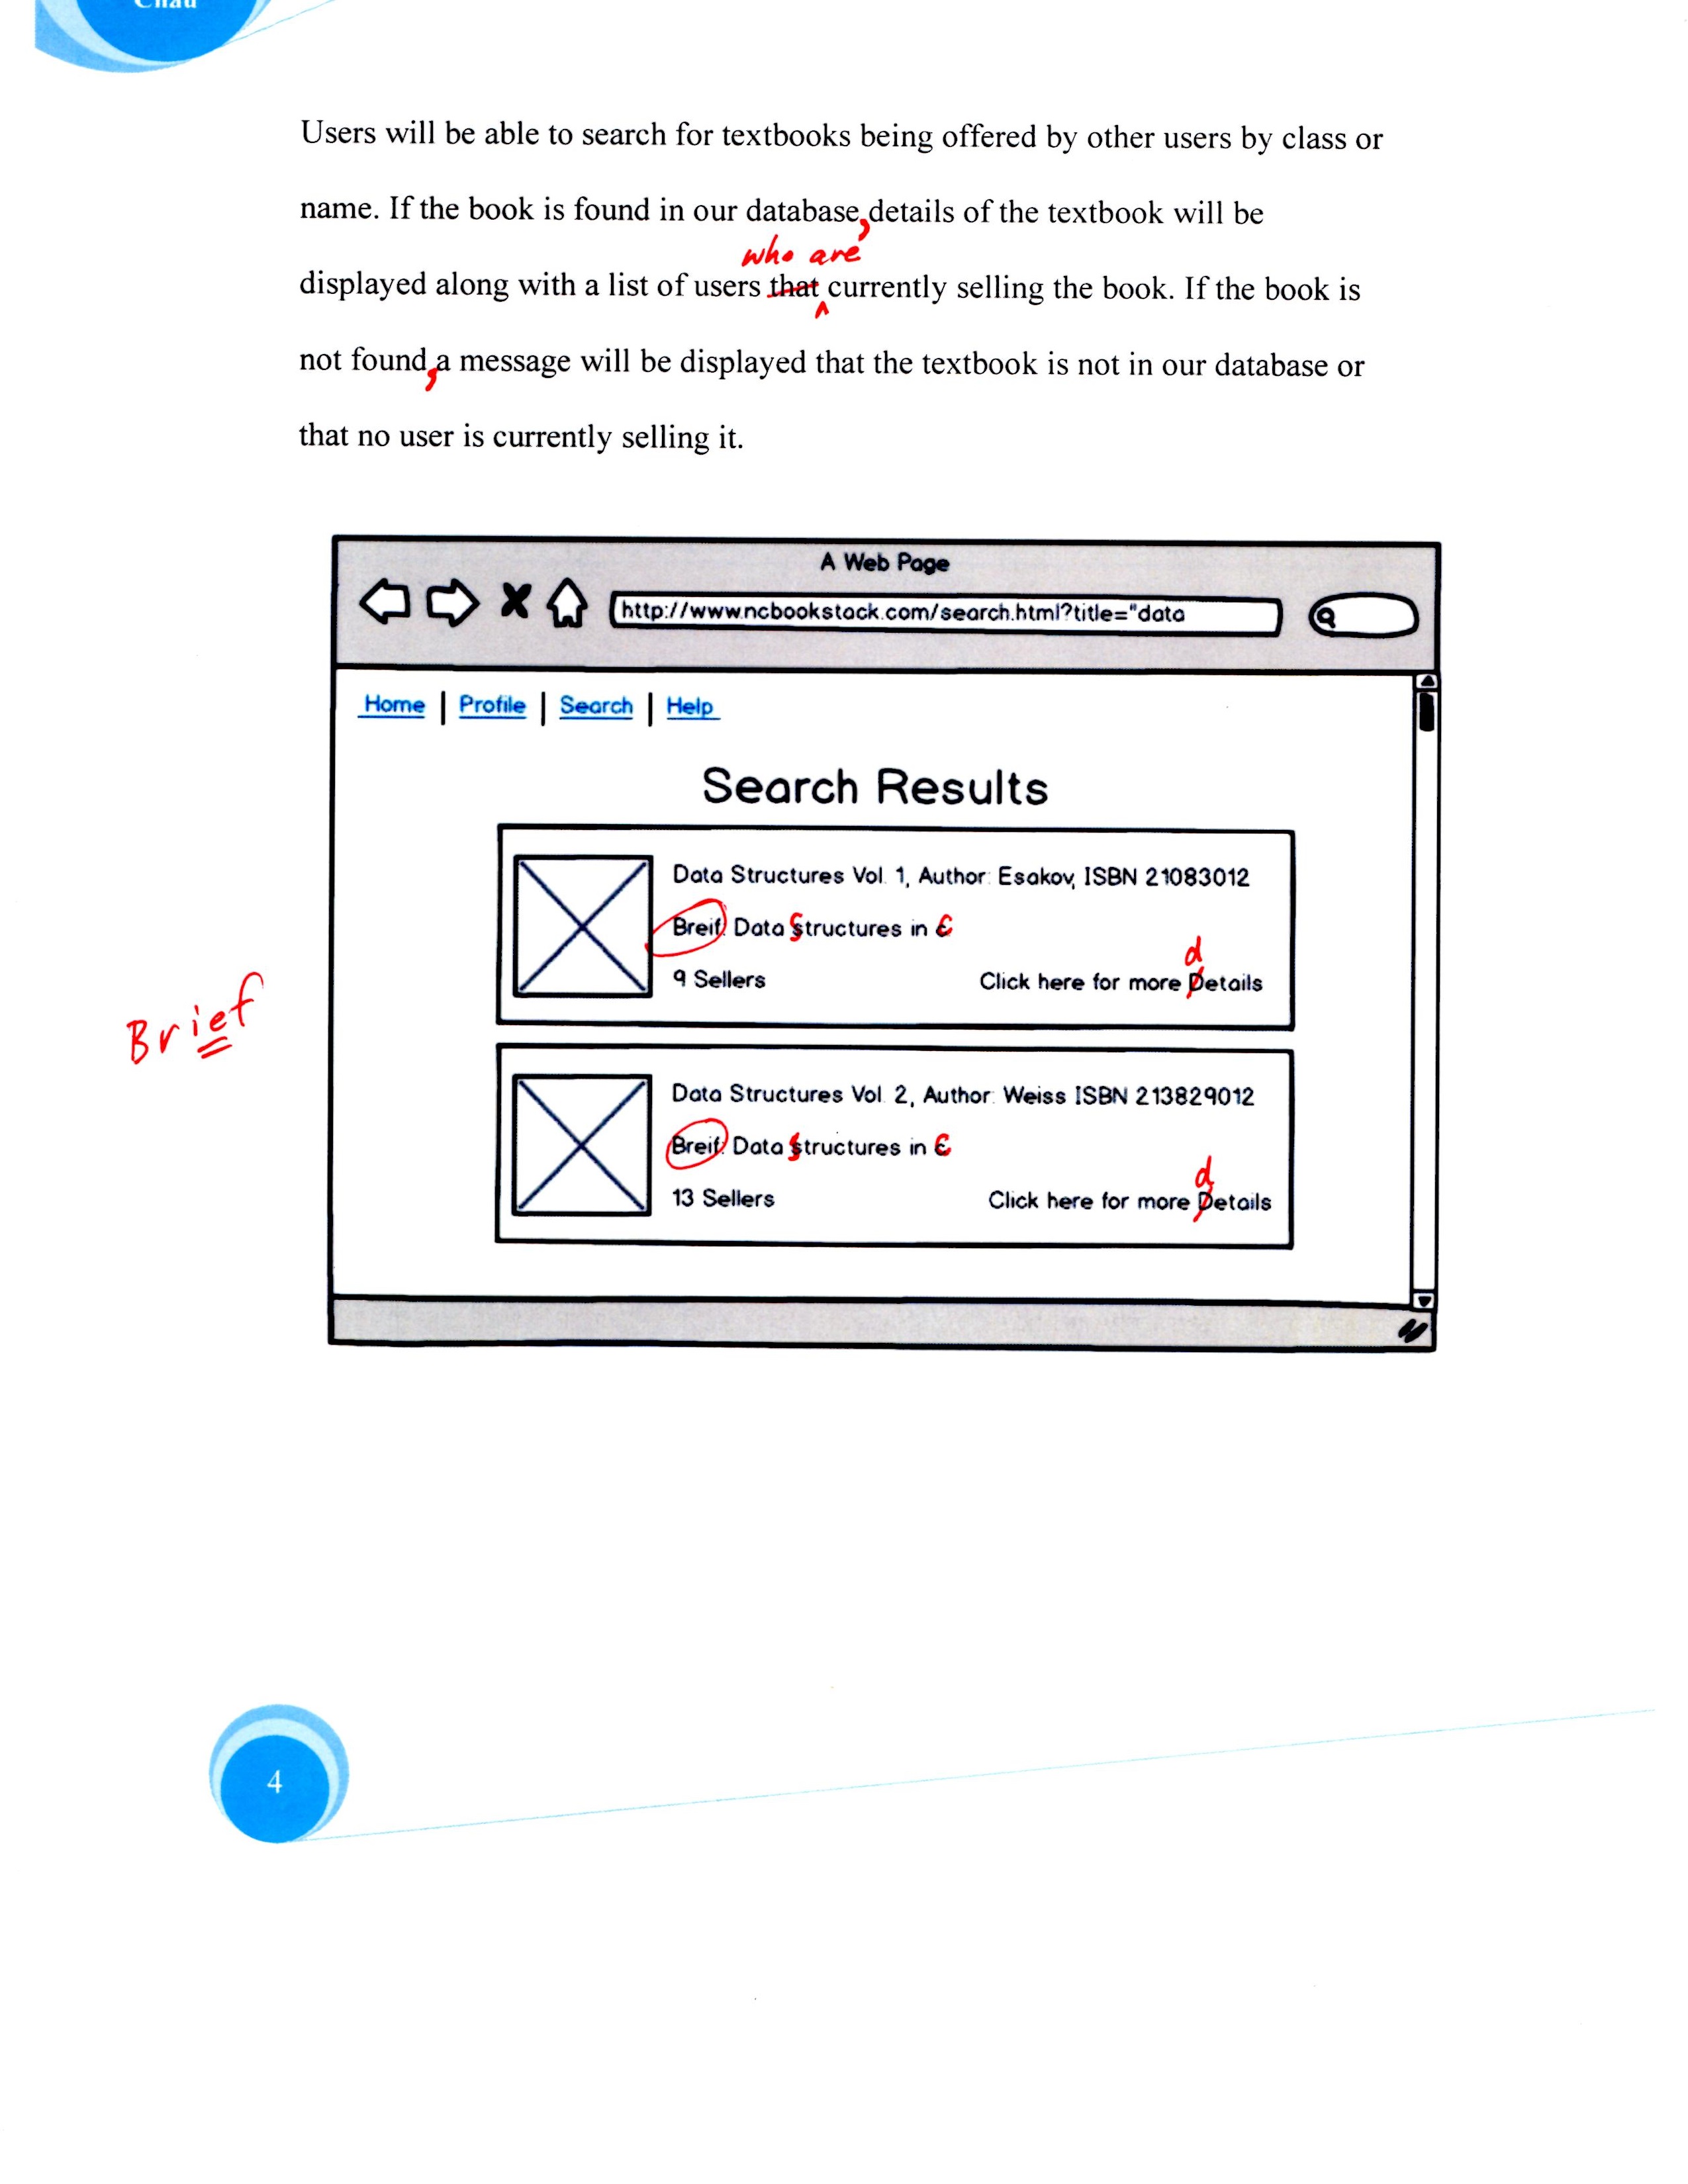 Chau
Users will be able to search for textbooks being offered by other users by class or
name. If the book is found in our database, details of the textbook will be
who are
displayed along with a list of users that ^ currently selling the book. If the book is
not found, a message will be displayed that the textbook is not in our database or
that no user is currently selling it.
A Web Page
http://www.ncbookstack.com/search.html?title="data
Home | Profile | Search | Help
Search Results
Data Structures Vol. 1, Author: Esakov, ISBN 21083012
Breif: Data Structures in C
d
9 Sellers Click here for more Details
Brief
Data Structures Vol. 2, Author: Weiss ISBN 213829012
Breif: Data Structures in C
d
13 Sellers Click here for more Details
4